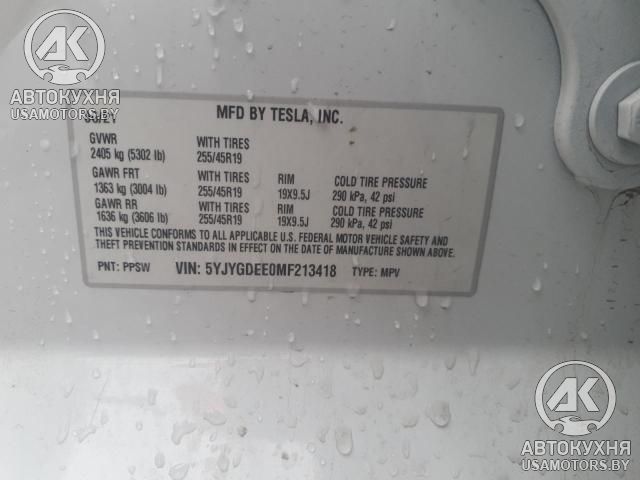 АК
АВТОКУХНЯ
USAMOTORS.BY
MFD BY TESLA, INC.
GVWR WITH TIRES
2405 kg (5302 lb) 255/45R19
GAWR FRT WITH TIRES RIM COLD TIRE PRESSURE
1363 kg (3004 lb) 255/45R19 19X9.5J 290 kPa, 42 psi
GAWR RR WITH TIRES RIM COLD TIRE PRESSURE
1636 kg (3606 lb) 255/45R19 19X9.5J 290 kPa, 42 psi
THIS VEHICLE CONFORMS TO ALL APPLICABLE U.S. FEDERAL MOTOR VEHICLE SAFETY AND
THEFT PREVENTION STANDARDS IN EFFECT ON THE DATE OF MANUFACTURE SHOWN ABOVE.
PNT: PPSW VIN: 5YJYGDEE0MF213418 TYPE: MPV
АК
АВТОКУХНЯ
USAMOTORS.BY